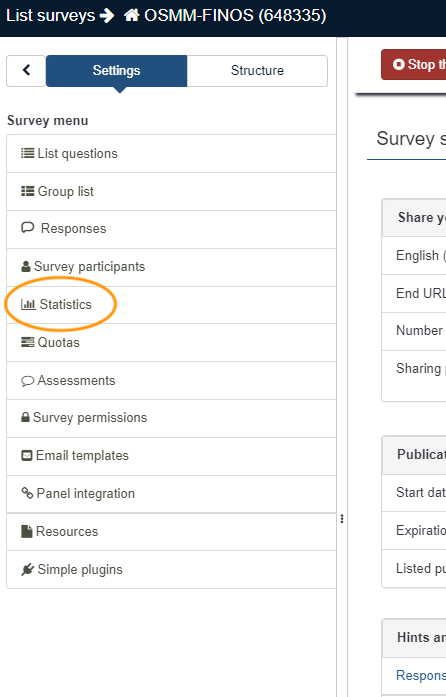 List surveys OSMM-FINOS (648335)
Settings Structure
Survey menu
List questions
Group list
Responses
Survey participants
Statistics
Quotas
Assessments
Survey permissions
Email templates
Panel integration
Resources
Simple plugins
Stop th
Survey s
Share y
English (
End URL
Number
Sharing
Publicat
Start dat
Expiratio
Listed pu
Hints an
Respons